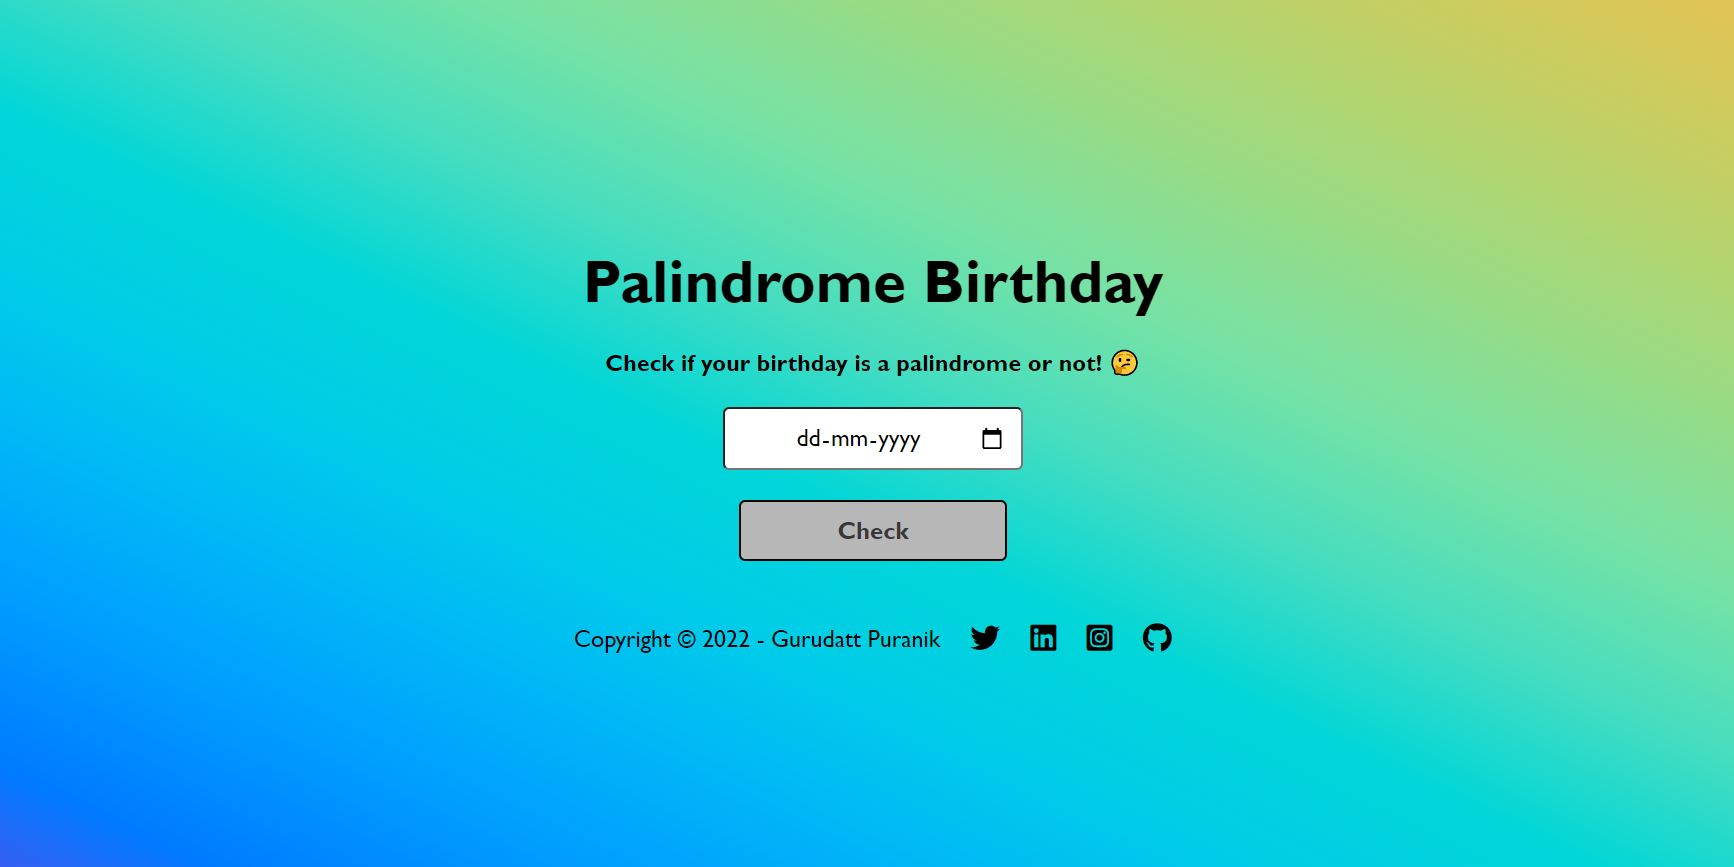 Palindrome Birthday
Check if your birthday is a palindrome or not! 🤔
dd-mm-yyyy
Check
Copyright © 2022 - Gurudatt Puranik